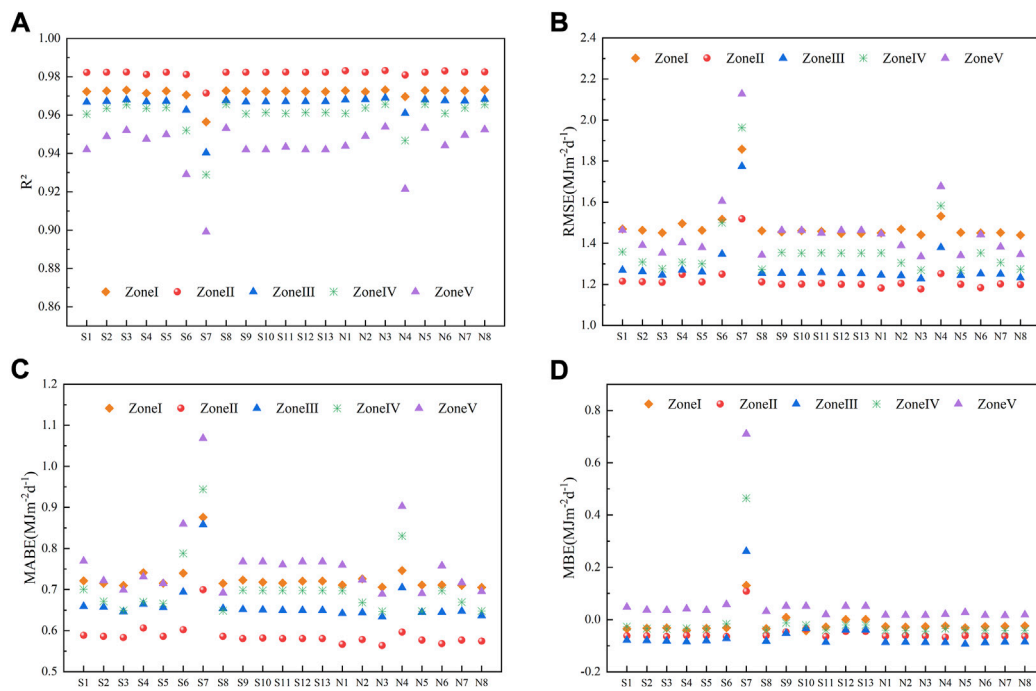 A
1.00
0.98
0.96
0.94
0.92
0.90
0.88
0.86
R²
ZoneI ZoneII ZoneIII ZoneIV ZoneV
S1 S2 S3 S4 S5 S6 S7 S8 S9 S10 S11 S12 S13 N1 N2 N3 N4 N5 N6 N7 N8
B
2.4
2.2
2.0
1.8
1.6
1.4
1.2
1.0
RMSE(MJm⁻²d⁻¹)
ZoneI ZoneII ZoneIII ZoneIV ZoneV
S1 S2 S3 S4 S5 S6 S7 S8 S9 S10 S11 S12 S13 N1 N2 N3 N4 N5 N6 N7 N8
C
1.2
1.1
1.0
0.9
0.8
0.7
0.6
0.5
MABE(MJm⁻²d⁻¹)
ZoneI ZoneII ZoneIII ZoneIV ZoneV
S1 S2 S3 S4 S5 S6 S7 S8 S9 S10 S11 S12 S13 N1 N2 N3 N4 N5 N6 N7 N8
D
0.8
0.6
0.4
0.2
0.0
-0.2
MBE(MJm⁻²d⁻¹)
ZoneI ZoneII ZoneIII ZoneIV ZoneV
S1 S2 S3 S4 S5 S6 S7 S8 S9 S10 S11 S12 S13 N1 N2 N3 N4 N5 N6 N7 N8